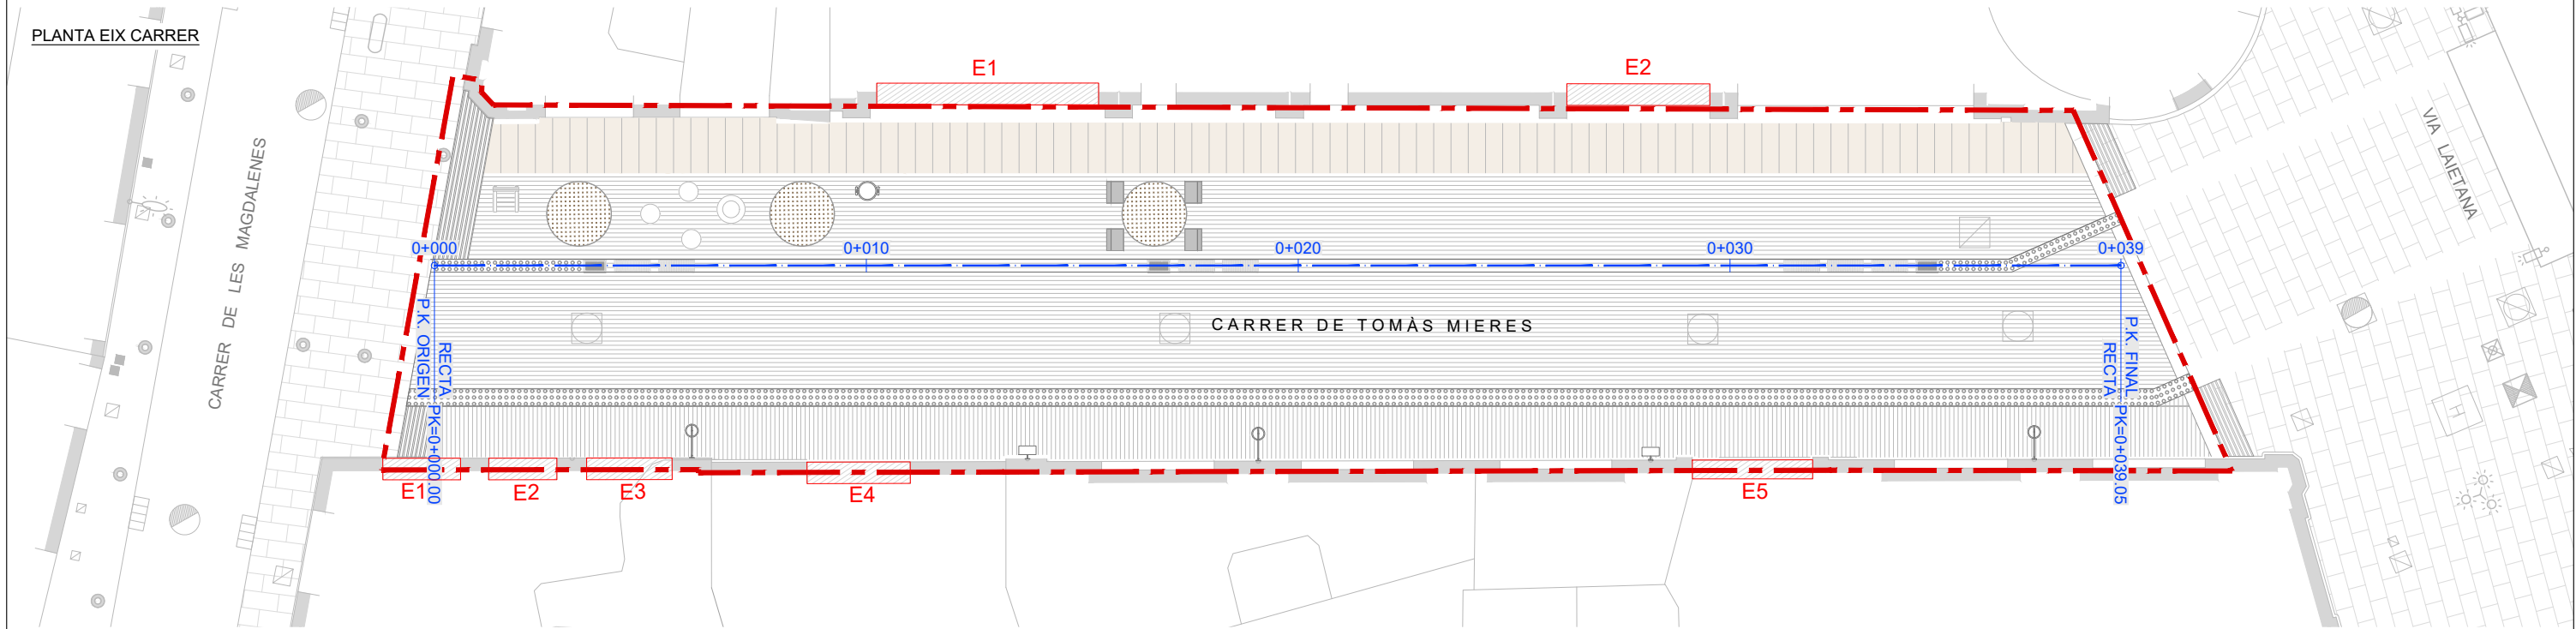 PLANTA EIX CARRER
E1
E2
CARRER DE LES MAGDALENES
VIA LAIETANA
0+000
0+010
0+020
0+030
0+039
P.K. ORIGEN
RECTA
PK=0+000.00
CARRER DE TOMÀS MIERES
P.K. FINAL
RECTA
PK=0+039.05
E1
E2
E3
E4
E5